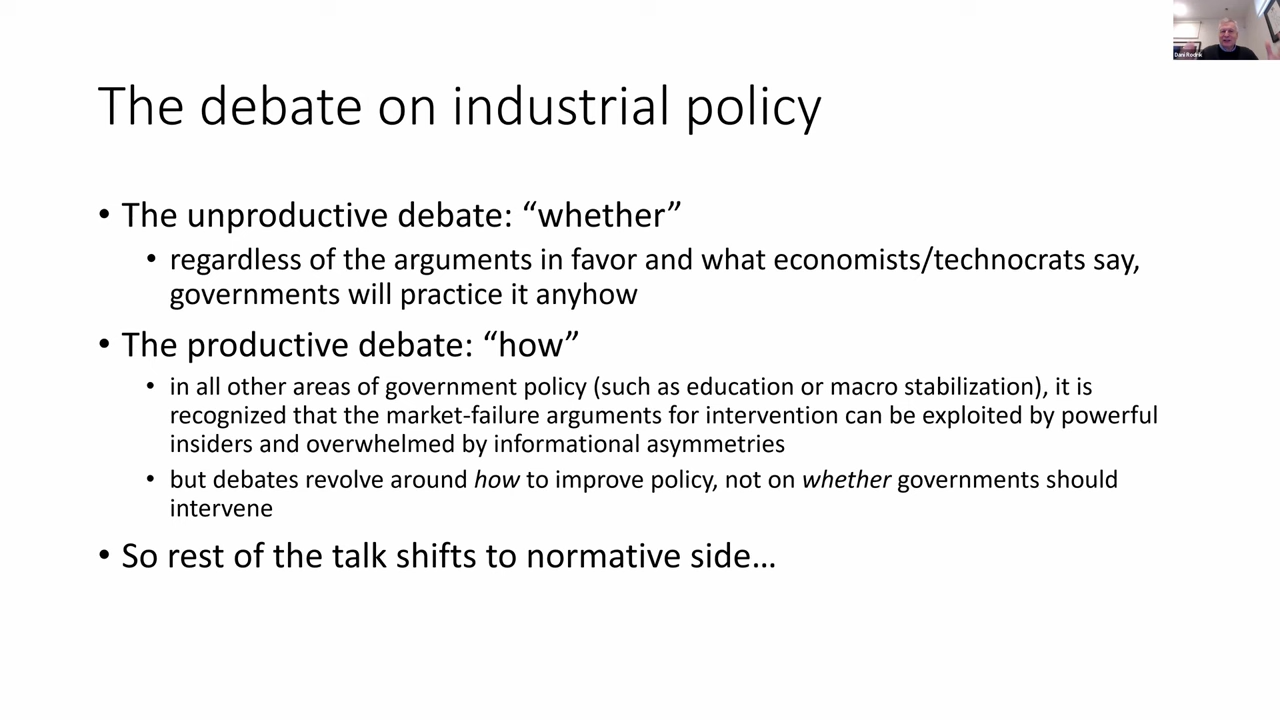 Dani Rodrik
The debate on industrial policy
• The unproductive debate: “whether”
• regardless of the arguments in favor and what economists/technocrats say,
governments will practice it anyhow
• The productive debate: “how”
• in all other areas of government policy (such as education or macro stabilization), it is
recognized that the market-failure arguments for intervention can be exploited by powerful
insiders and overwhelmed by informational asymmetries
• but debates revolve around how to improve policy, not on whether governments should
intervene
• So rest of the talk shifts to normative side…